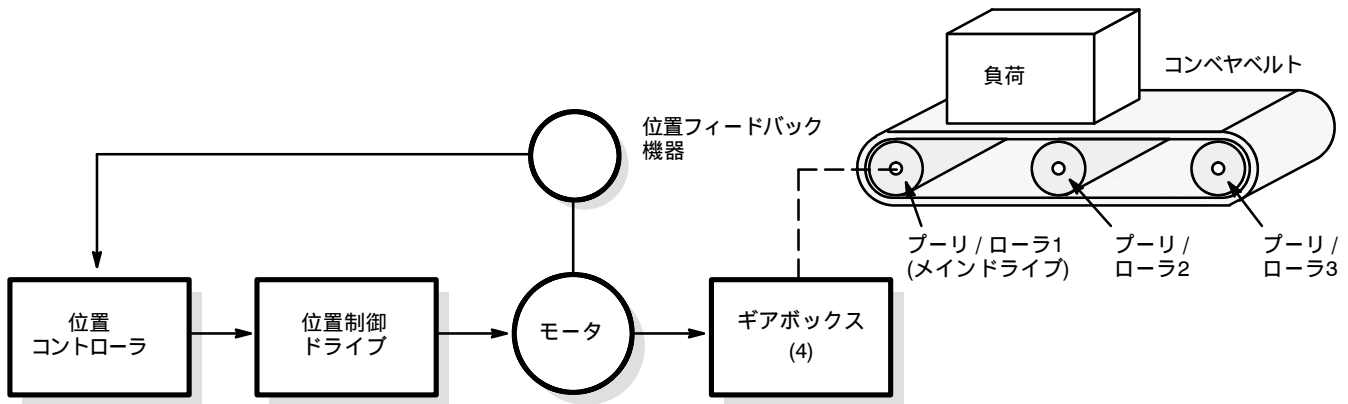 負荷
コンベヤベルト
位置フィードバック
機器
プーリ / ローラ1
(メインドライブ)
プーリ /
ローラ2
プーリ /
ローラ3
位置
コントローラ
位置制御
ドライブ
モータ
ギアボックス
(4)